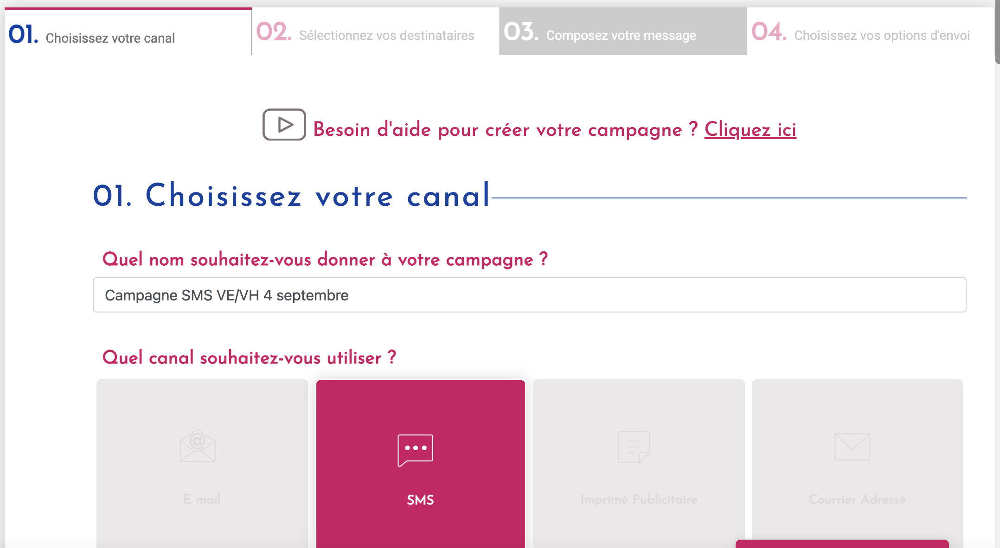 01. Choisissez votre canal
02. Sélectionnez vos destinataires
03. Composez votre message
04. Choisissez vos options d'envoi
Besoin d'aide pour créer votre campagne ? Cliquez ici
01. Choisissez votre canal
Quel nom souhaitez-vous donner à votre campagne ?
Campagne SMS VE/VH 4 septembre
Quel canal souhaitez-vous utiliser ?
E mail
SMS
Imprimé Publicitaire
Courrier Adressé